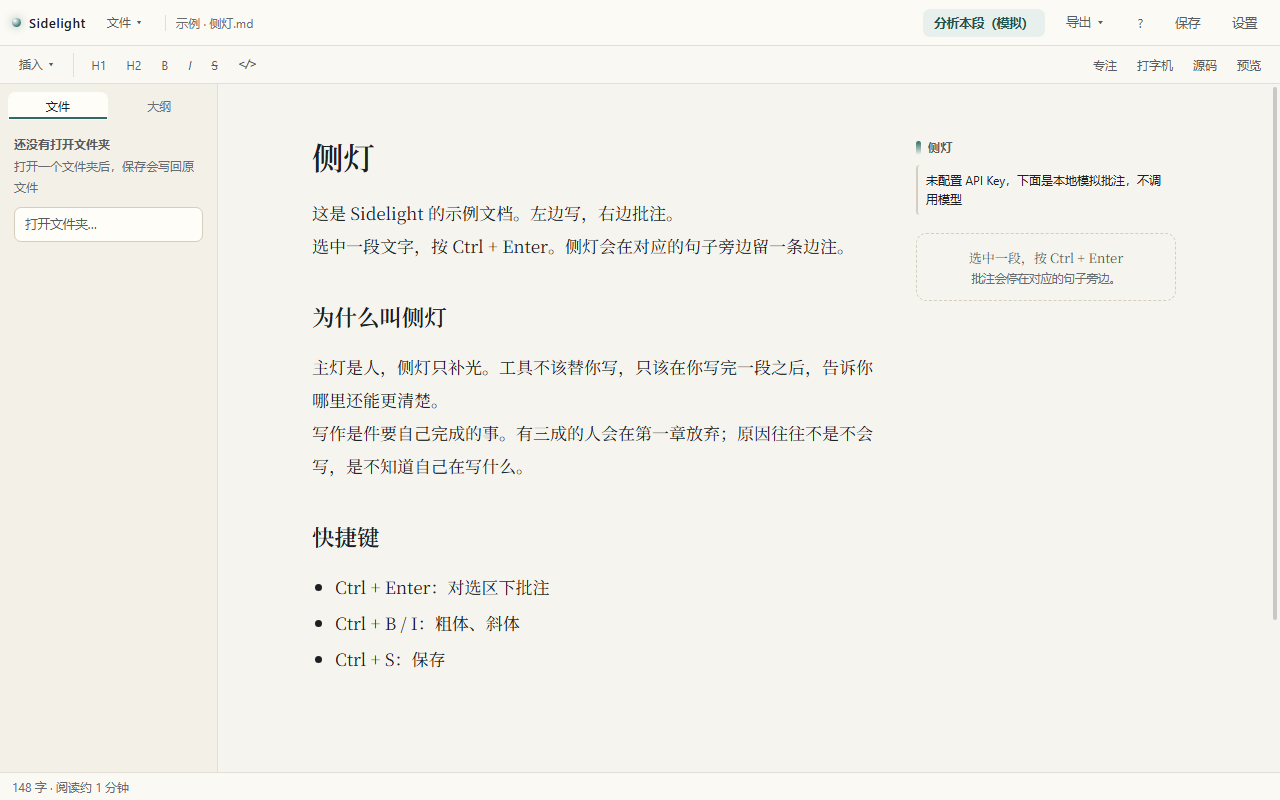 Sidelight
文件
示例 · 侧灯.md
分析本段（模拟）
导出
?
保存
设置
插入
H1
H2
B
I
S
</>
专注
打字机
源码
预览
文件
大纲
还没有打开文件夹
打开一个文件夹后，保存会写回原
文件
打开文件夹...
侧灯
这是 Sidelight 的示例文档。左边写，右边批注。
选中一段文字，按 Ctrl + Enter。侧灯会在对应的句子旁边留一条边注。
为什么叫侧灯
主灯是人，侧灯只补光。工具不该替你写，只该在你写完一段之后，告诉你
哪里还能更清楚。
写作是件要自己完成的事。有三成的人会在第一章放弃；原因往往不是不会
写，是不知道自己在写什么。
快捷键
Ctrl + Enter：对选区下批注
Ctrl + B / I：粗体、斜体
Ctrl + S：保存
侧灯
未配置 API Key，下面是本地模拟批注，不调
用模型
选中一段，按 Ctrl + Enter
批注会停在对应的句子旁边。
148 字 · 阅读约 1 分钟